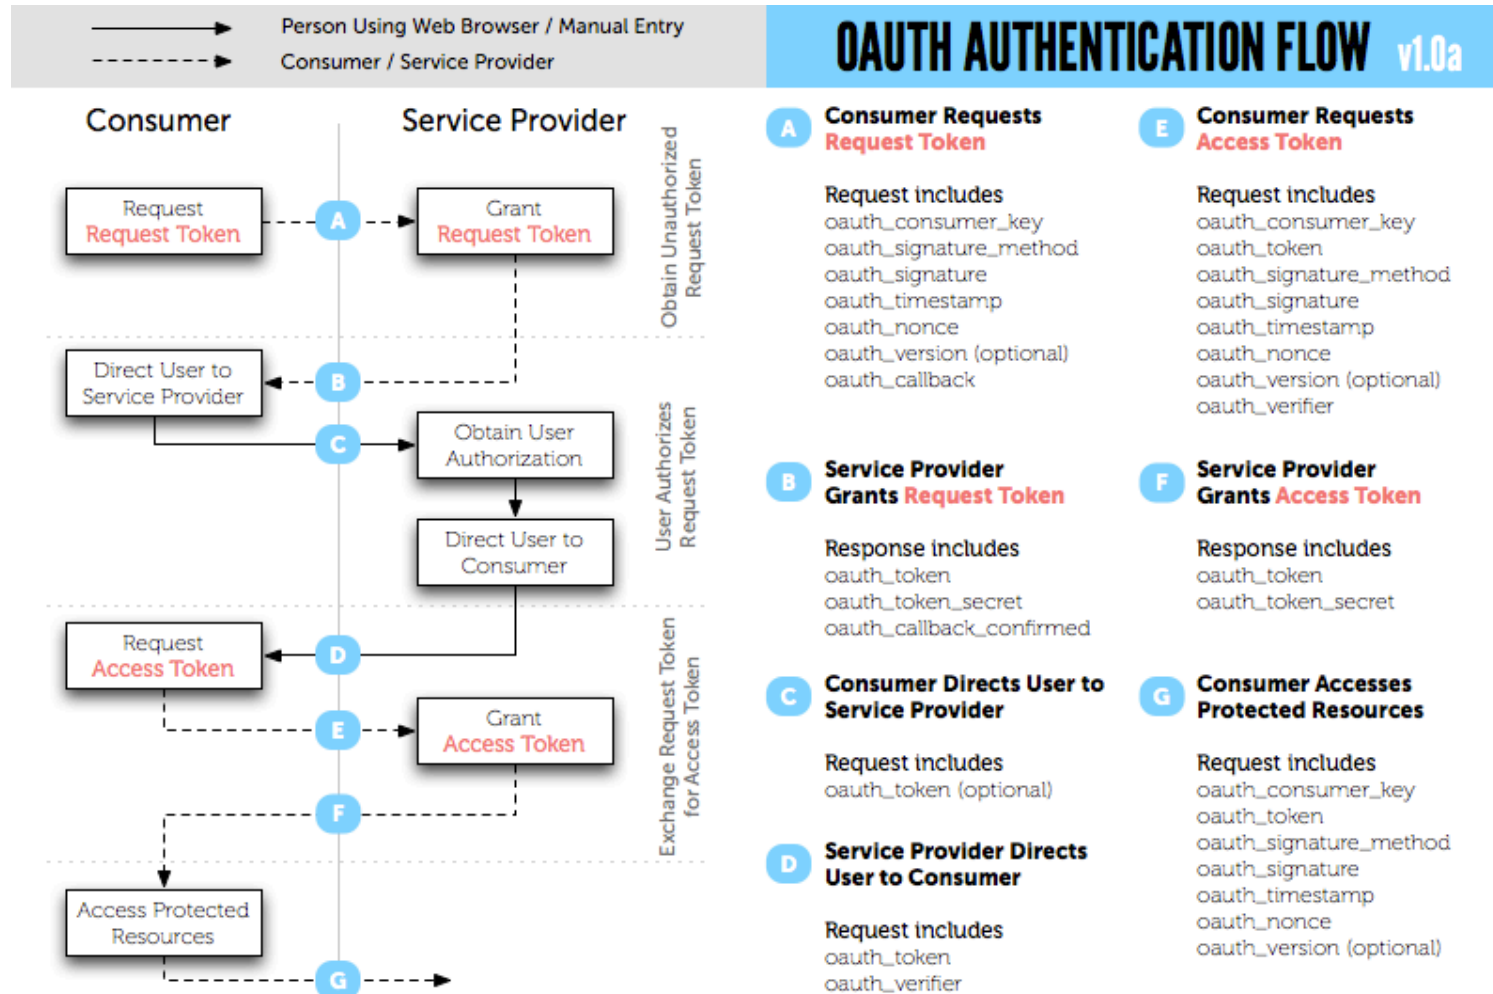 Person Using Web Browser / Manual Entry
Consumer / Service Provider
OAUTH AUTHENTICATION FLOW v1.0a
Consumer
Service Provider
Request
Request Token
A
Grant
Request Token
Obtain Unauthorized
Request Token
Direct User to
Service Provider
B
C
Obtain User
Authorization
Direct User to
Consumer
User Authorizes
Request Token
Request
Access Token
D
E
Grant
Access Token
F
Exchange Request Token
for Access Token
Access Protected
Resources
G
A
Consumer Requests
Request Token
Request includes
oauth_consumer_key
oauth_signature_method
oauth_signature
oauth_timestamp
oauth_nonce
oauth_version (optional)
oauth_callback
B
Service Provider
Grants Request Token
Response includes
oauth_token
oauth_token_secret
oauth_callback_confirmed
C
Consumer Directs User to
Service Provider
Request includes
oauth_token (optional)
D
Service Provider Directs
User to Consumer
Request includes
oauth_token
oauth_verifier
E
Consumer Requests
Access Token
Request includes
oauth_consumer_key
oauth_token
oauth_signature_method
oauth_signature
oauth_timestamp
oauth_nonce
oauth_version (optional)
oauth_verifier
F
Service Provider
Grants Access Token
Response includes
oauth_token
oauth_token_secret
G
Consumer Accesses
Protected Resources
Request includes
oauth_consumer_key
oauth_token
oauth_signature_method
oauth_signature
oauth_timestamp
oauth_nonce
oauth_version (optional)